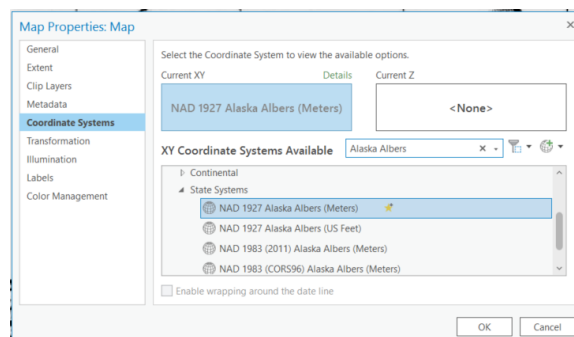 Map Properties: Map
General
Extent
Clip Layers
Metadata
Coordinate Systems
Transformation
Illumination
Labels
Color Management
Select the Coordinate System to view the available options.
Current XY Details Current Z
NAD 1927 Alaska Albers (Meters) <None>
XY Coordinate Systems Available Alaska Albers
Continental
State Systems
NAD 1927 Alaska Albers (Meters)
NAD 1927 Alaska Albers (US Feet)
NAD 1983 (2011) Alaska Albers (Meters)
NAD 1983 (CORS96) Alaska Albers (Meters)
Enable wrapping around the date line
OK Cancel